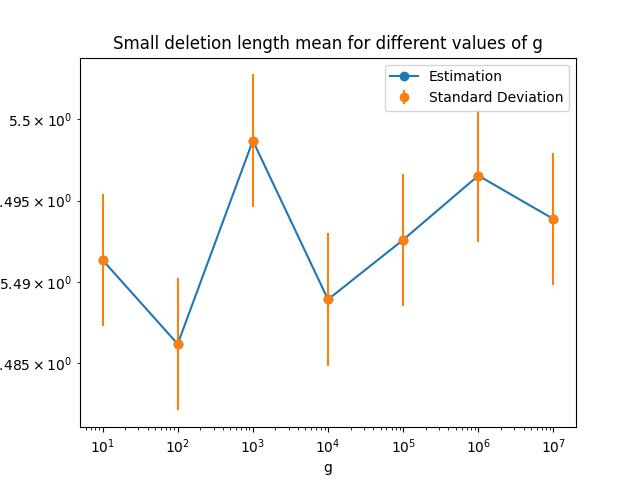 Small deletion length mean for different values of g
Estimation
Standard Deviation
5.5 × 10⁰
.495 × 10⁰
5.49 × 10⁰
.485 × 10⁰
10¹ 10² 10³ 10⁴ 10⁵ 10⁶ 10⁷
g